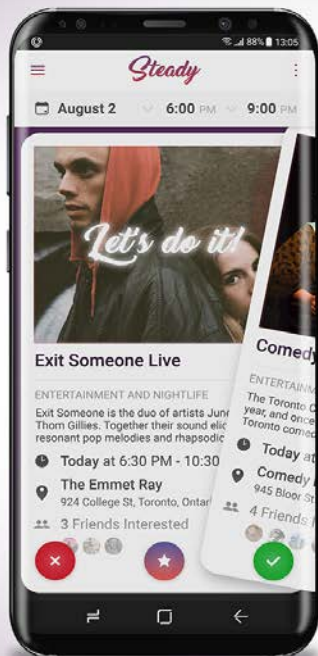 88% 13:05
Steady
August 2 6:00 PM 9:00 PM
Let's do it!
Exit Someone Live
ENTERTAINMENT AND NIGHTLIFE
Exit Someone is the duo of artists June
Thom Gillies. Together their sound elic
resonant pop melodies and rhapsodic
Today at 6:30 PM - 10:30
The Emmet Ray
924 College St, Toronto, Ontar
3 Friends Interested
Comedy
ENTERTAINM
The Toronto C
year, and once
Toronto comed
Today at
Comedy
945 Bloor St
4 Friends